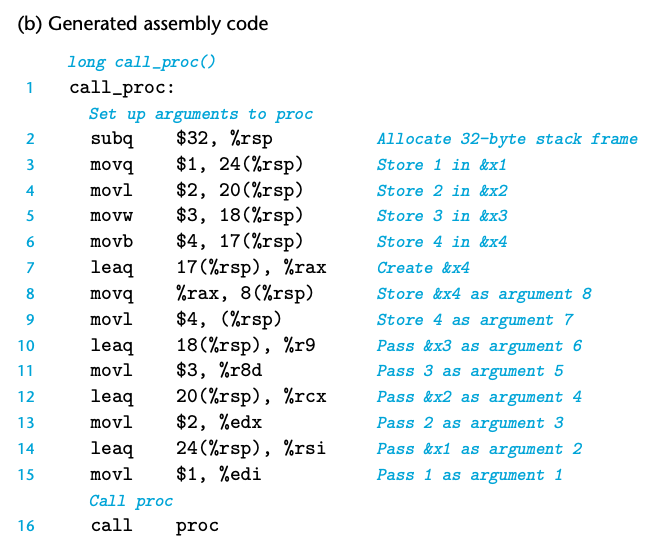 (b) Generated assembly code
long call_proc()
1 call_proc:
Set up arguments to proc
2 subq $32, %rsp Allocate 32-byte stack frame
3 movq $1, 24(%rsp) Store 1 in &x1
4 movl $2, 20(%rsp) Store 2 in &x2
5 movw $3, 18(%rsp) Store 3 in &x3
6 movb $4, 17(%rsp) Store 4 in &x4
7 leaq 17(%rsp), %rax Create &x4
8 movq %rax, 8(%rsp) Store &x4 as argument 8
9 movl $4, (%rsp) Store 4 as argument 7
10 leaq 18(%rsp), %r9 Pass &x3 as argument 6
11 movl $3, %r8d Pass 3 as argument 5
12 leaq 20(%rsp), %rcx Pass &x2 as argument 4
13 movl $2, %edx Pass 2 as argument 3
14 leaq 24(%rsp), %rsi Pass &x1 as argument 2
15 movl $1, %edi Pass 1 as argument 1
Call proc
16 call proc